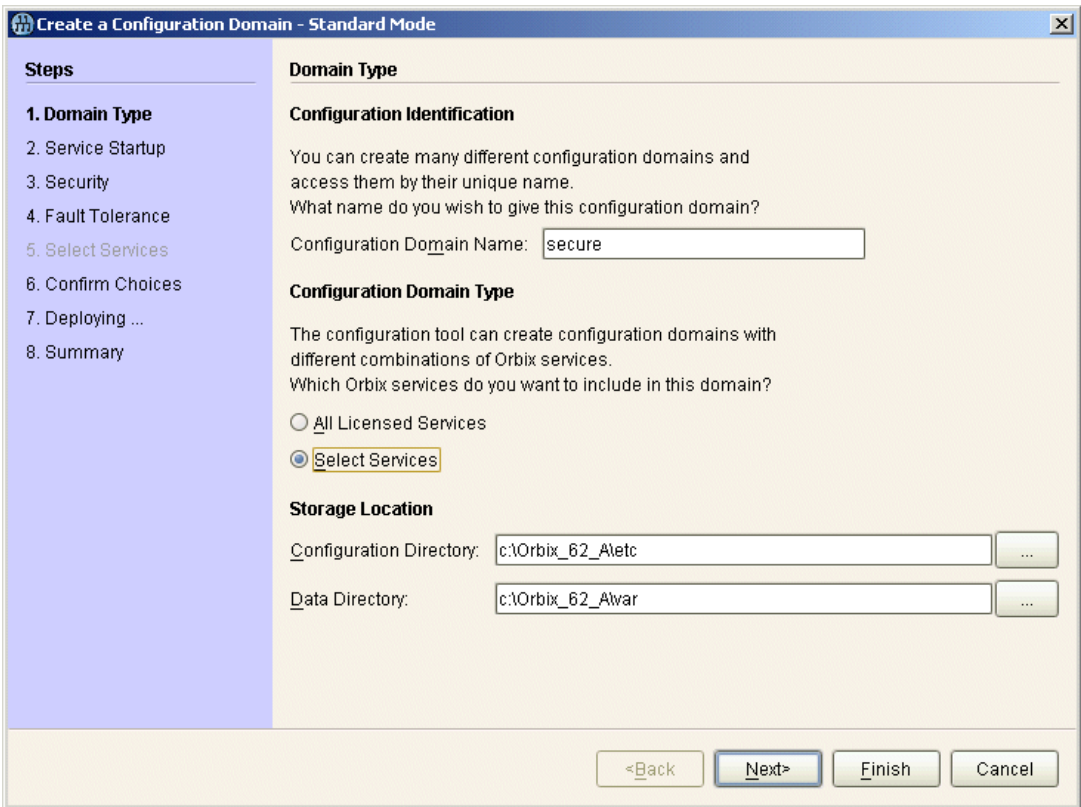 Create a Configuration Domain - Standard Mode
Steps
1. Domain Type
2. Service Startup
3. Security
4. Fault Tolerance
5. Select Services
6. Confirm Choices
7. Deploying ...
8. Summary
Domain Type
Configuration Identification
You can create many different configuration domains and
access them by their unique name.
What name do you wish to give this configuration domain?
Configuration Domain Name: secure
Configuration Domain Type
The configuration tool can create configuration domains with
different combinations of Orbix services.
Which Orbix services do you want to include in this domain?
All Licensed Services
Select Services
Storage Location
Configuration Directory: c:\Orbix_62_A\etc ...
Data Directory: c:\Orbix_62_A\var ...
<Back Next> Finish Cancel